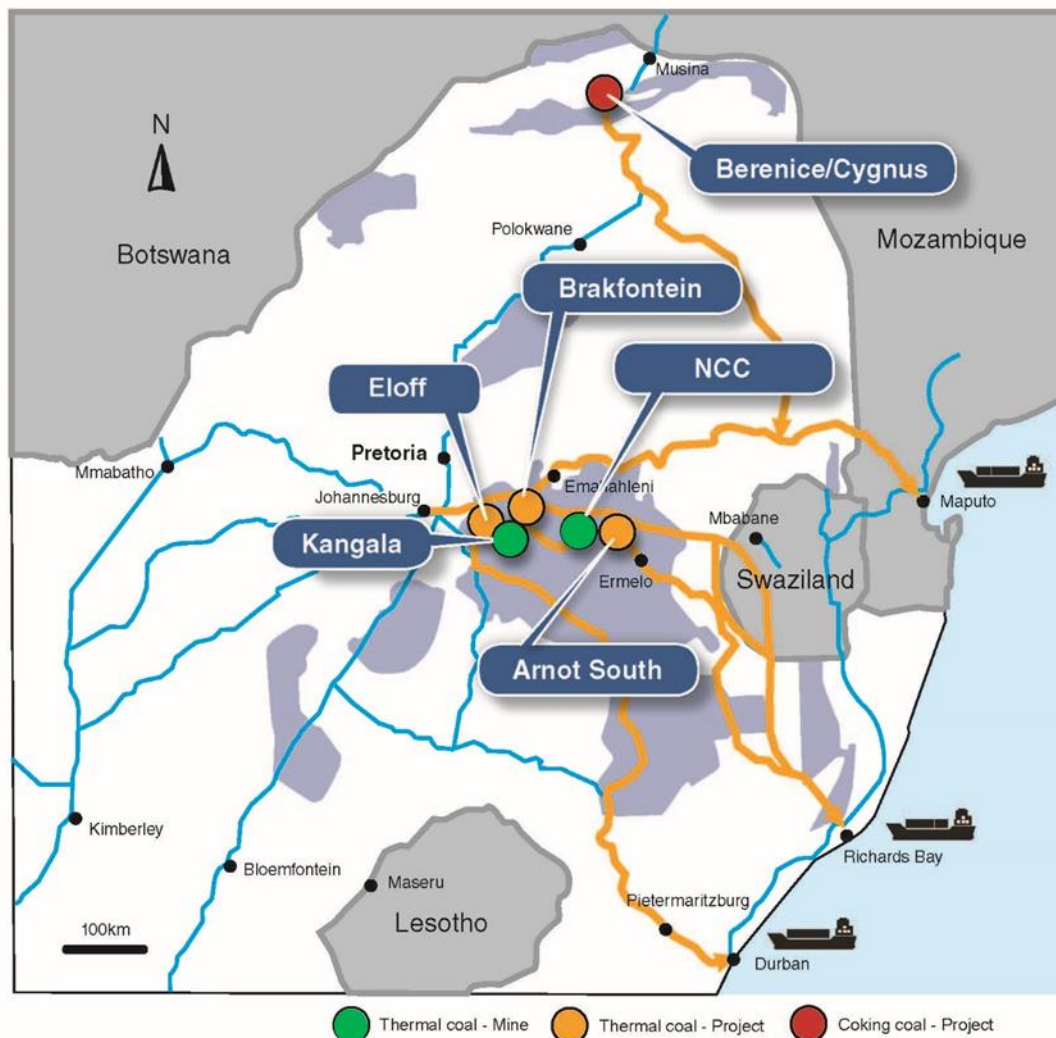 Musina
N
Berenice/Cygnus
Botswana
Polokwane
Mozambique
Brakfontein
NCC
Eloff
Pretoria
Mmabatho
Johannesburg
Maputo
Mbabane
Kangala
Ermelo
Swaziland
Arnot South
Kimberley
Richards Bay
Bloemfontein
Maseru
Pietermaritzburg
Lesotho
100km
Durban
Thermal coal - Mine
Thermal coal - Project
Coking coal - Project